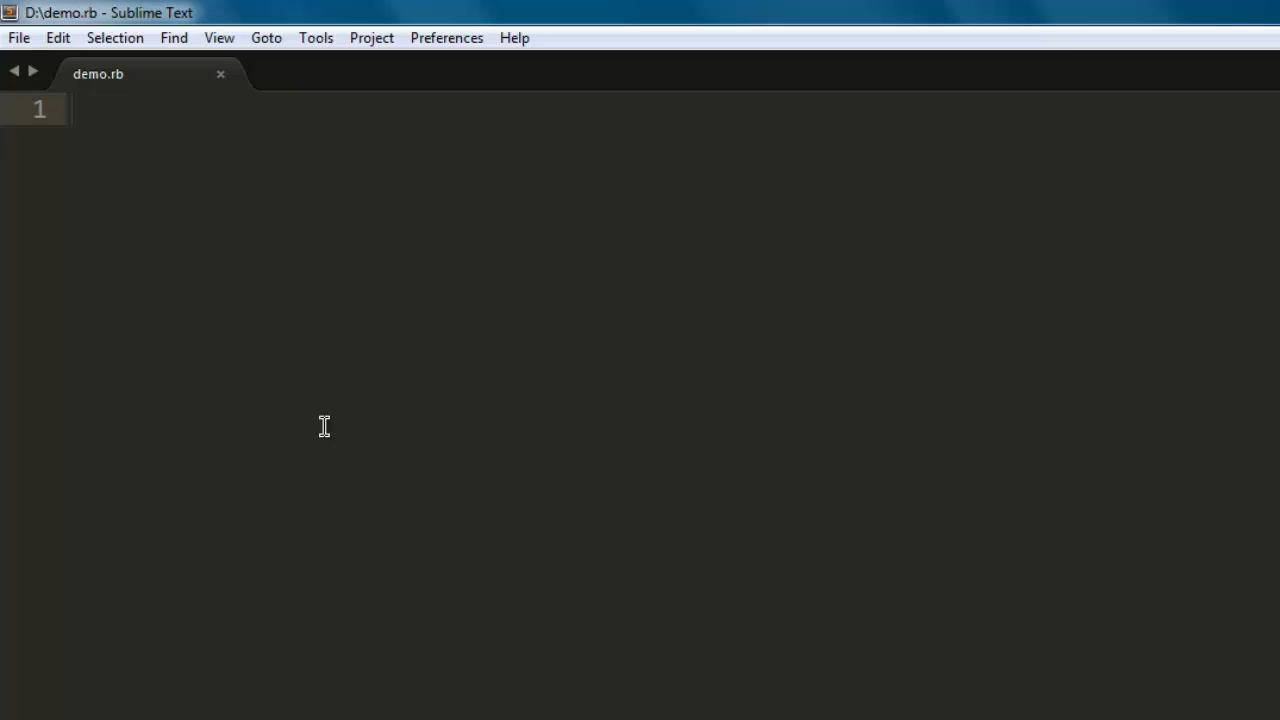 D:\demo.rb - Sublime Text
File Edit Selection Find View Goto Tools Project Preferences Help
demo.rb
1